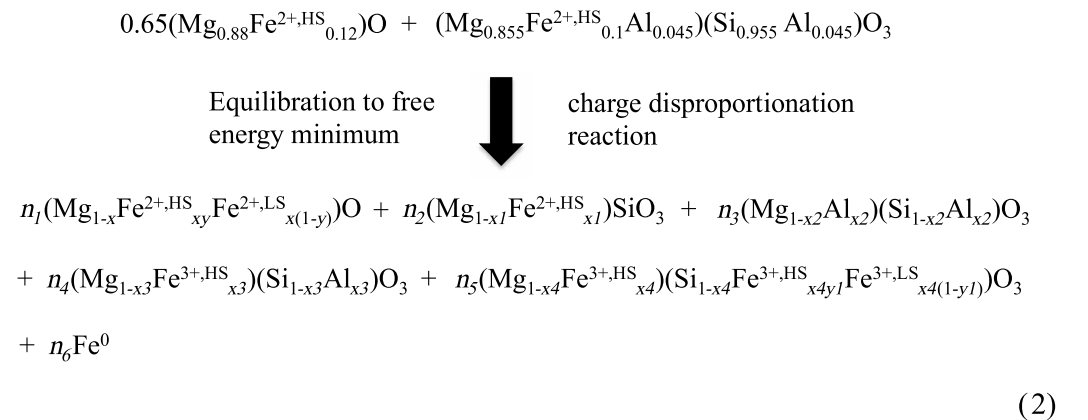 0.65(Mg₀.₈₈Fe²⁺,ᴴˢ₀.₁₂)O + (Mg₀.₈₅₅Fe²⁺,ᴴˢ₀.₁Al₀.₀₄₅)(Si₀.₉₅₅ Al₀.₀₄₅)O₃
Equilibration to free charge disproportionation
energy minimum reaction
n₁(Mg₁₋ₓFe²⁺,ᴴˢₓᵧFe²⁺,ᴸˢₓ₍₁₋ᵧ₎)O + n₂(Mg₁₋ₓ₁Fe²⁺,ᴴˢₓ₁)SiO₃ + n₃(Mg₁₋ₓ₂Alₓ₂)(Si₁₋ₓ₂Alₓ₂)O₃
+ n₄(Mg₁₋ₓ₃Fe³⁺,ᴴˢₓ₃)(Si₁₋ₓ₃Alₓ₃)O₃ + n₅(Mg₁₋ₓ₄Fe³⁺,ᴴˢₓ₄)(Si₁₋ₓ₄Fe³⁺,ᴴˢₓ₄ᵧ₁Fe³⁺,ᴸˢₓ₄₍₁₋ᵧ₁₎)O₃
+ n₆Fe⁰
(2)